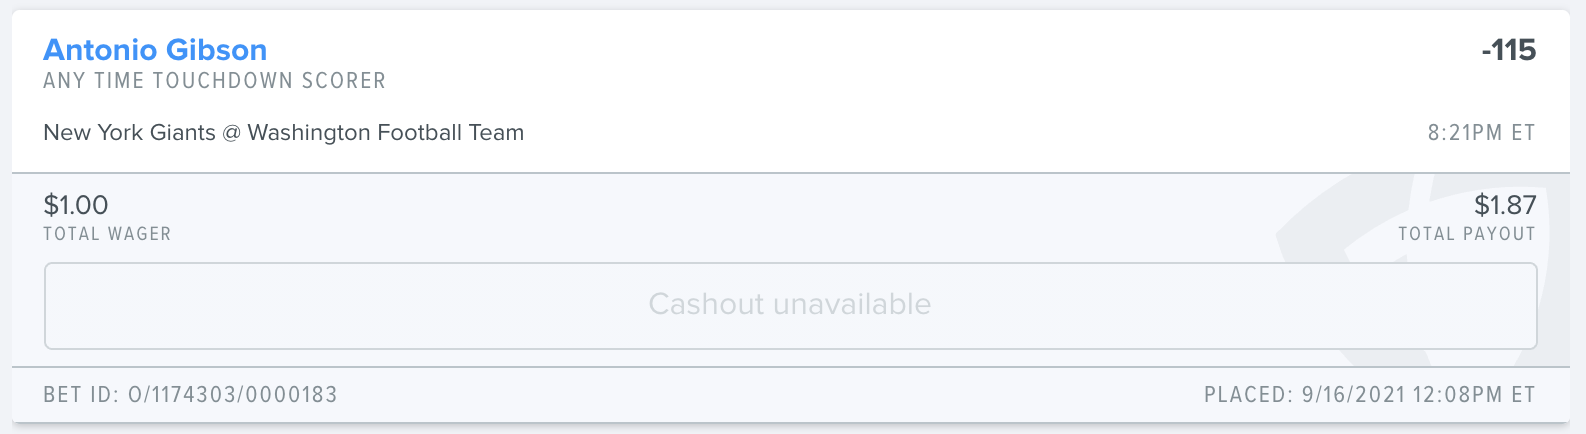 Antonio Gibson
-115
ANY TIME TOUCHDOWN SCORER
New York Giants @ Washington Football Team
8:21PM ET
$1.00
$1.87
TOTAL WAGER
TOTAL PAYOUT
Cashout unavailable
BET ID: O/1174303/0000183
PLACED: 9/16/2021 12:08PM ET